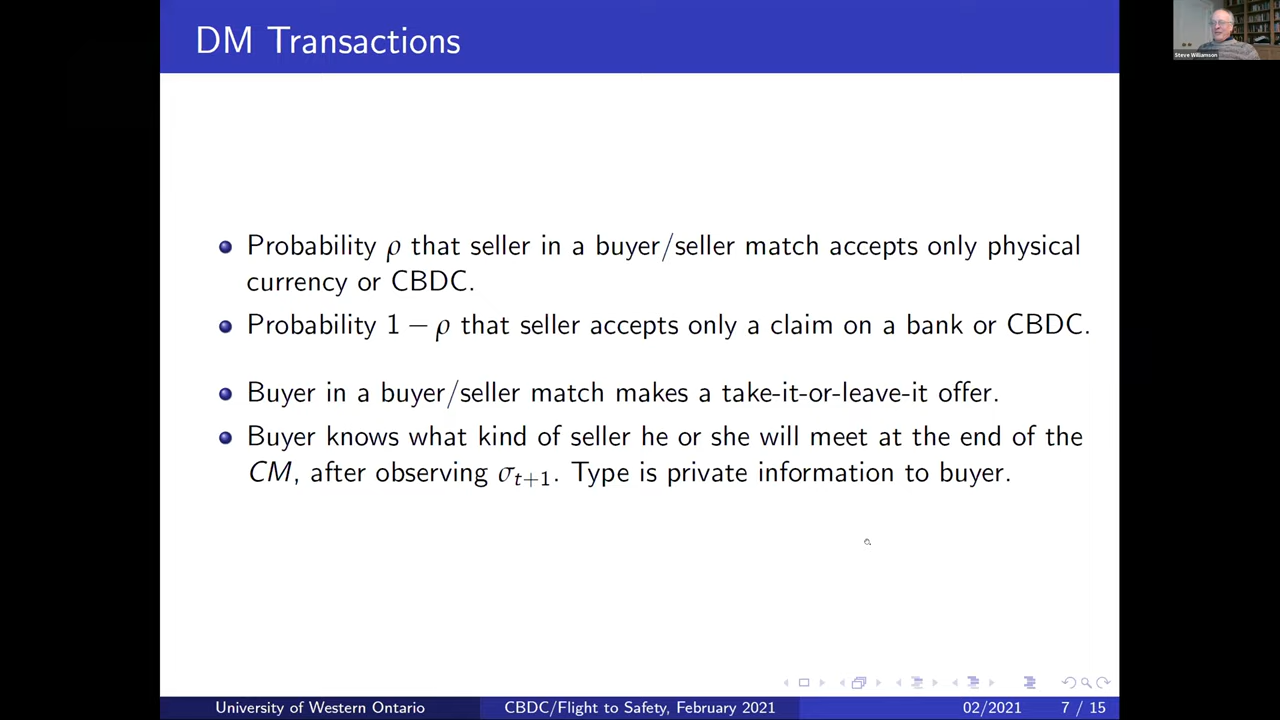 DM Transactions
Steve Williamson
Probability ρ that seller in a buyer/seller match accepts only physical
currency or CBDC.
Probability 1 − ρ that seller accepts only a claim on a bank or CBDC.
Buyer in a buyer/seller match makes a take-it-or-leave-it offer.
Buyer knows what kind of seller he or she will meet at the end of the
CM, after observing σₜ₊₁. Type is private information to buyer.
University of Western Ontario CBDC/Flight to Safety, February 2021 02/2021 7 / 15